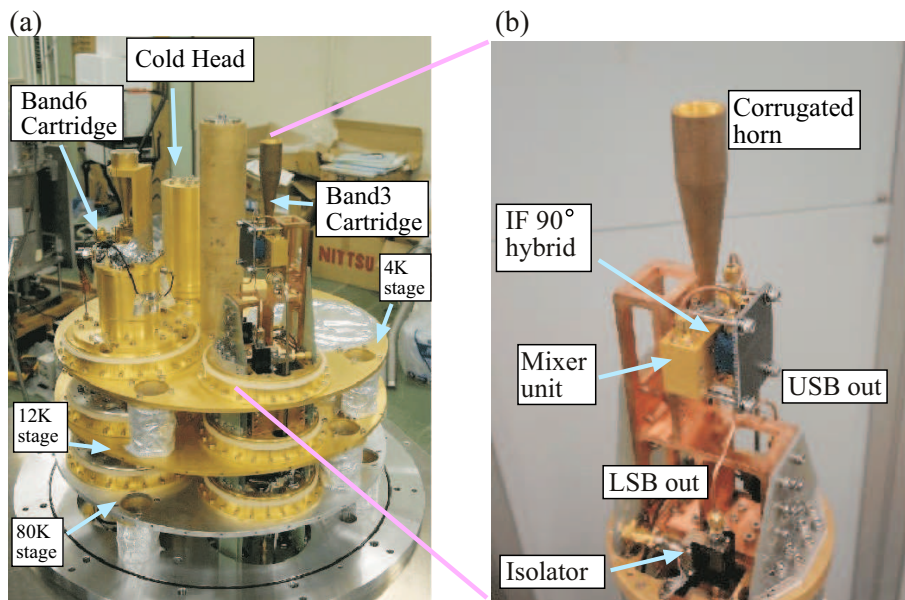 (a)
Cold Head
Band6
Cartridge
Band3
Cartridge
NITTSU
4K
stage
12K
stage
80K
stage
(b)
Corrugated
horn
IF 90°
hybrid
Mixer
unit
USB out
LSB out
Isolator